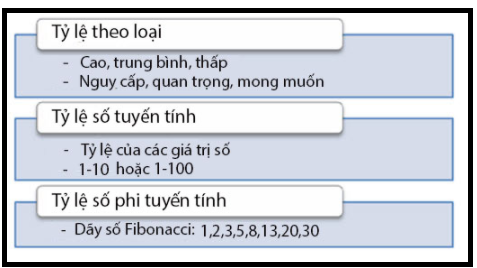 Tỷ lệ theo loại
- Cao, trung bình, thấp
- Nguy cấp, quan trọng, mong muốn
Tỷ lệ số tuyến tính
- Tỷ lệ của các giá trị số
- 1-10 hoặc 1-100
Tỷ lệ số phi tuyến tính
- Dãy số Fibonacci: 1,2,3,5,8,13,20,30